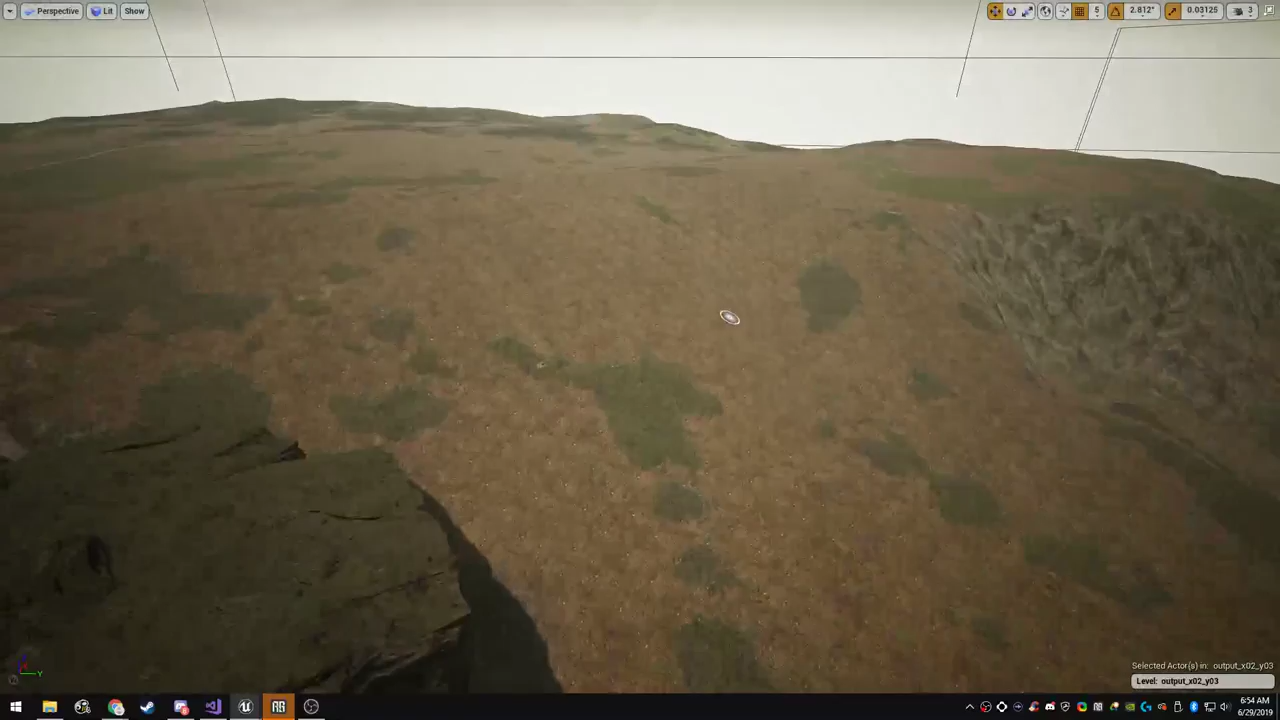 Perspective Lit Show 5 2.812° 0.03125 3
Y
Selected Actor(s) in: output_x02_y03
Level: output_x02_y03
6:54 AM
6/29/2019